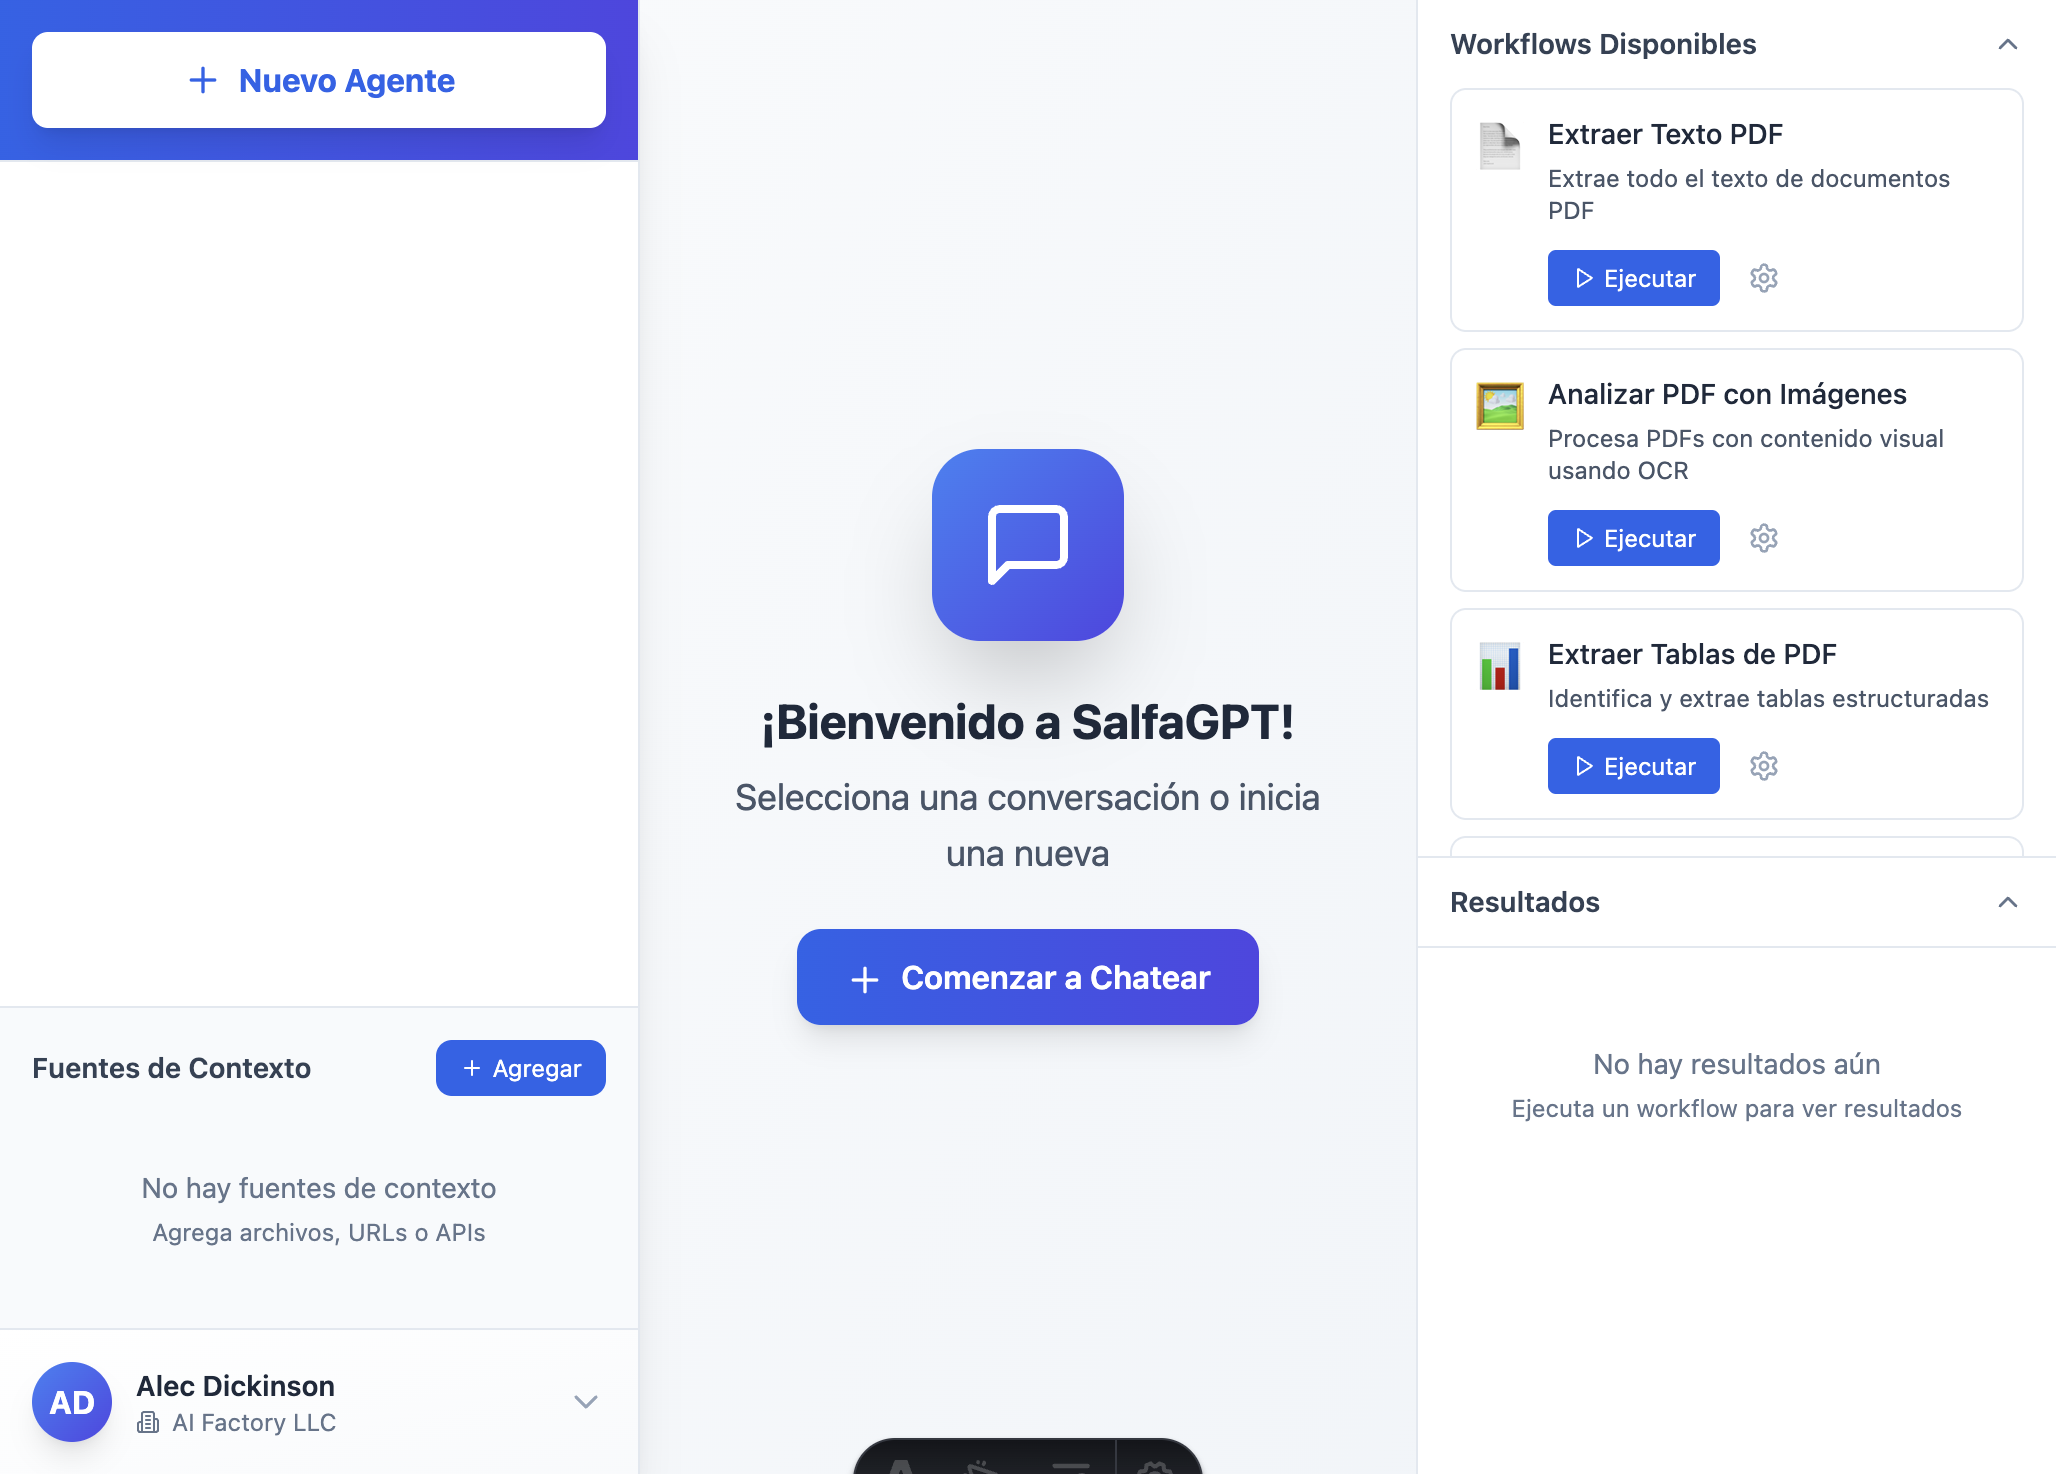 Nuevo Agente
Fuentes de Contexto
Agregar
No hay fuentes de contexto
Agrega archivos, URLs o APIs
AD
Alec Dickinson
AI Factory LLC
¡Bienvenido a SalfaGPT!
Selecciona una conversación o inicia
una nueva
Comenzar a Chatear
Workflows Disponibles
Extraer Texto PDF
Extrae todo el texto de documentos
PDF
Ejecutar
Analizar PDF con Imágenes
Procesa PDFs con contenido visual
usando OCR
Ejecutar
Extraer Tablas de PDF
Identifica y extrae tablas estructuradas
Ejecutar
Resultados
No hay resultados aún
Ejecuta un workflow para ver resultados